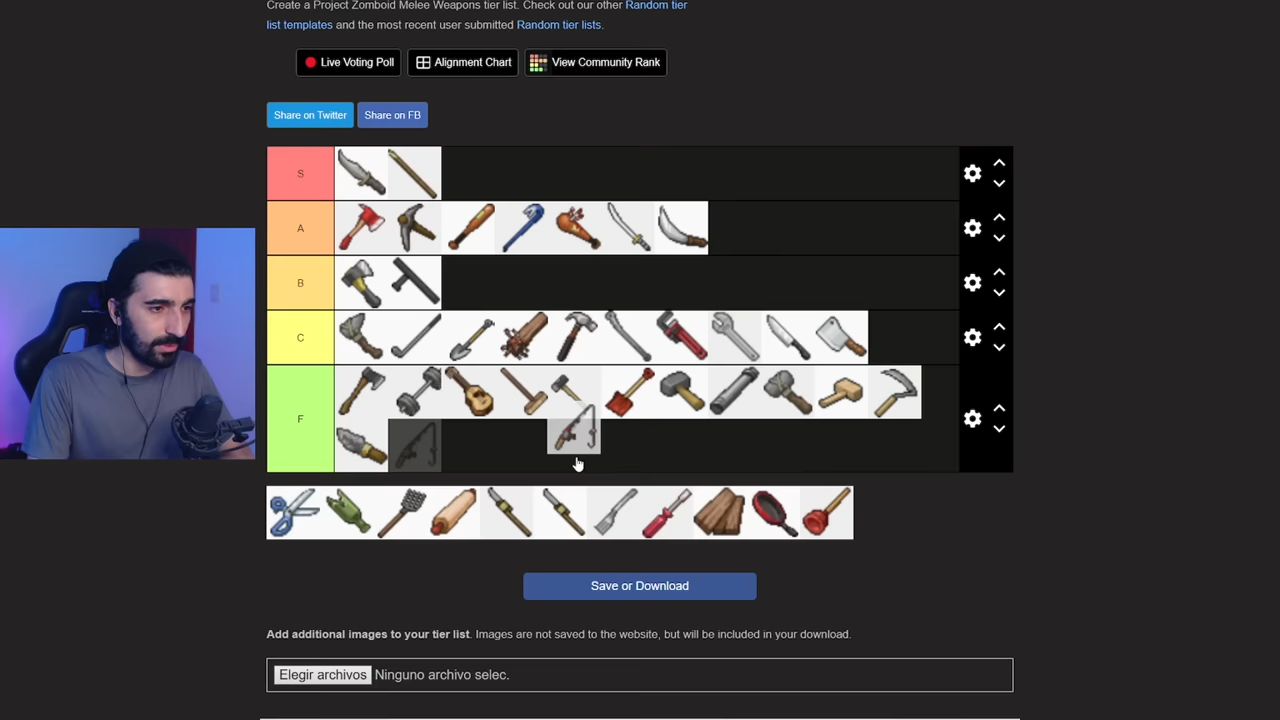 Create a Project Zomboid Melee Weapons tier list. Check out our other Random tier
list templates and the most recent user submitted Random tier lists.
Live Voting Poll
Alignment Chart
View Community Rank
Share on Twitter
Share on FB
S
A
B
C
F
Save or Download
Add additional images to your tier list. Images are not saved to the website, but will be included in your download.
Elegir archivos Ninguno archivo selec.